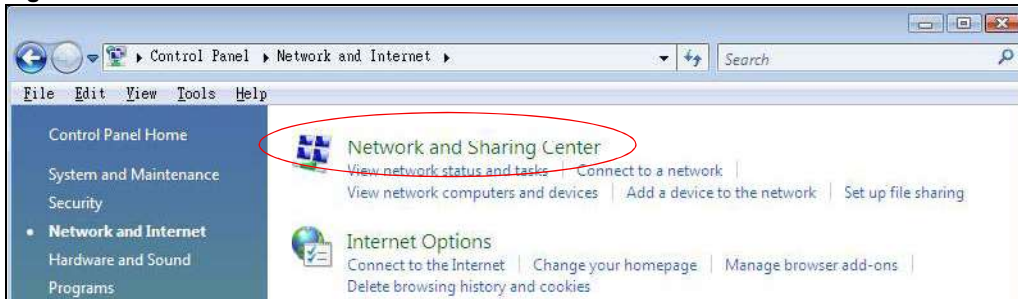 Control Panel Network and Internet
Search
File Edit View Tools Help
Control Panel Home
System and Maintenance
Security
Network and Internet
Hardware and Sound
Programs
Network and Sharing Center
View network status and tasks Connect to a network
View network computers and devices Add a device to the network Set up file sharing
Internet Options
Connect to the Internet Change your homepage Manage browser add-ons
Delete browsing history and cookies